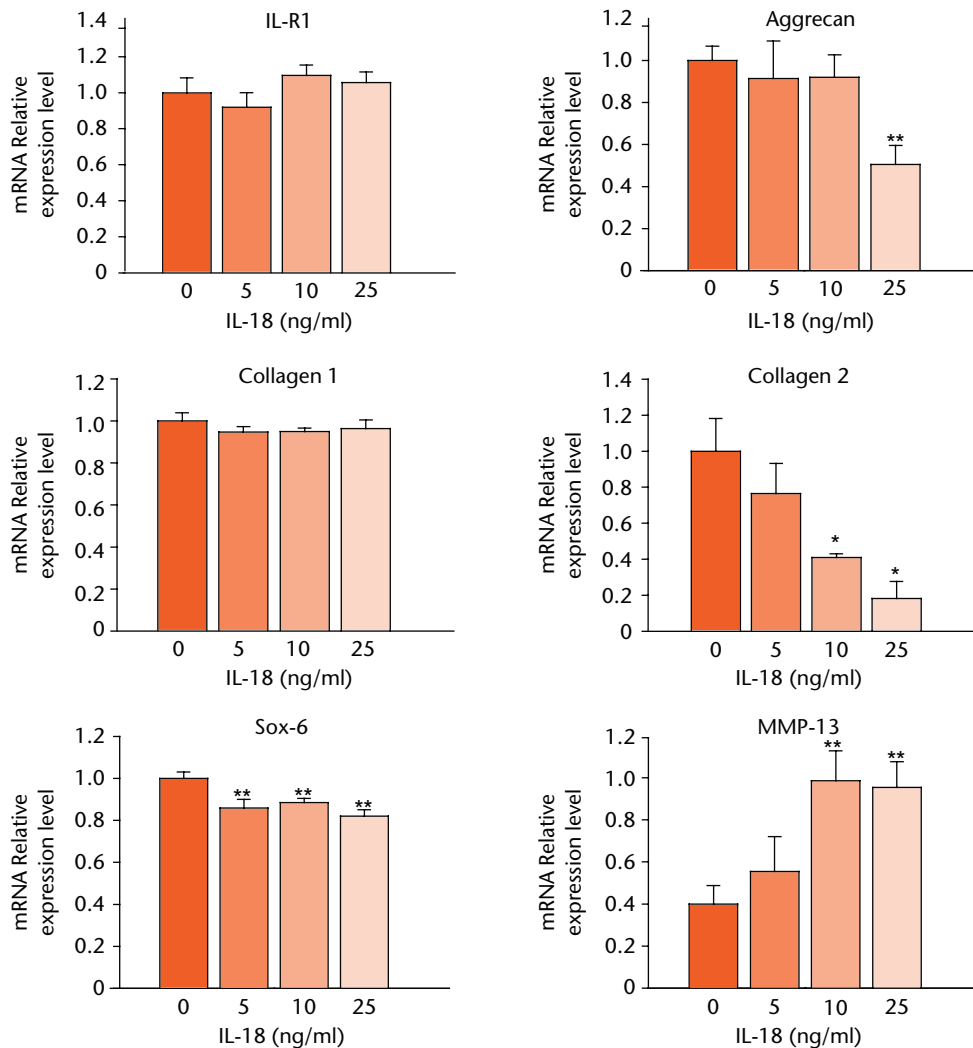 IL-R1
mRNA Relative
expression level
1.4
1.2
1.0
0.8
0.6
0.4
0.2
0
0 5 10 25
IL-18 (ng/ml)
Aggrecan
mRNA Relative
expression level
1.2
1.0
0.8
0.6
0.4
0.2
0
**
0 5 10 25
IL-18 (ng/ml)
Collagen 1
mRNA Relative
expression level
1.2
1.0
0.8
0.6
0.4
0.2
0
0 5 10 25
IL-18 (ng/ml)
Collagen 2
mRNA Relative
expression level
1.4
1.0
0.8
0.6
0.4
0.2
0
* *
0 5 10 25
IL-18 (ng/ml)
Sox-6
mRNA Relative
expression level
1.2
1.0
0.8
0.6
0.4
0.2
0
** ** **
0 5 10 25
IL-18 (ng/ml)
MMP-13
mRNA Relative
expression level
1.2
1.0
0.8
0.6
0.4
0.2
0
** **
0 5 10 25
IL-18 (ng/ml)